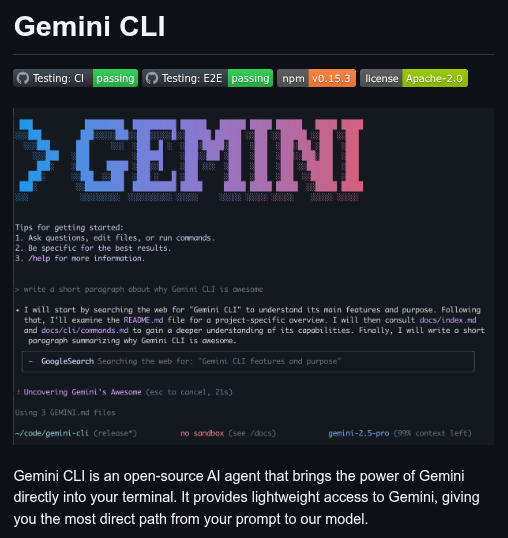 Gemini CLI
Testing: CI passing Testing: E2E passing npm v0.15.3 license Apache-2.0
> GEMINI
Tips for getting started:
1. Ask questions, edit files, or run commands.
2. Be specific for the best results.
3. /help for more information.
> write a short paragraph about why Gemini CLI is awesome
✦ I will start by searching the web for "Gemini CLI" to understand its main features and purpose. Following
that, I'll examine the README.md file for a project-specific overview. I will then consult docs/index.md
and docs/cli/commands.md to gain a deeper understanding of its capabilities. Finally, I will write a short
paragraph summarizing why Gemini CLI is awesome.
GoogleSearch Searching the web for: "Gemini CLI features and purpose"
Uncovering Gemini's Awesome (esc to cancel, 21s)
Using 3 GEMINI.md files
~/code/gemini-cli (release*) no sandbox (see /docs) gemini-2.5-pro (99% context left)
Gemini CLI is an open-source AI agent that brings the power of Gemini
directly into your terminal. It provides lightweight access to Gemini, giving
you the most direct path from your prompt to our model.